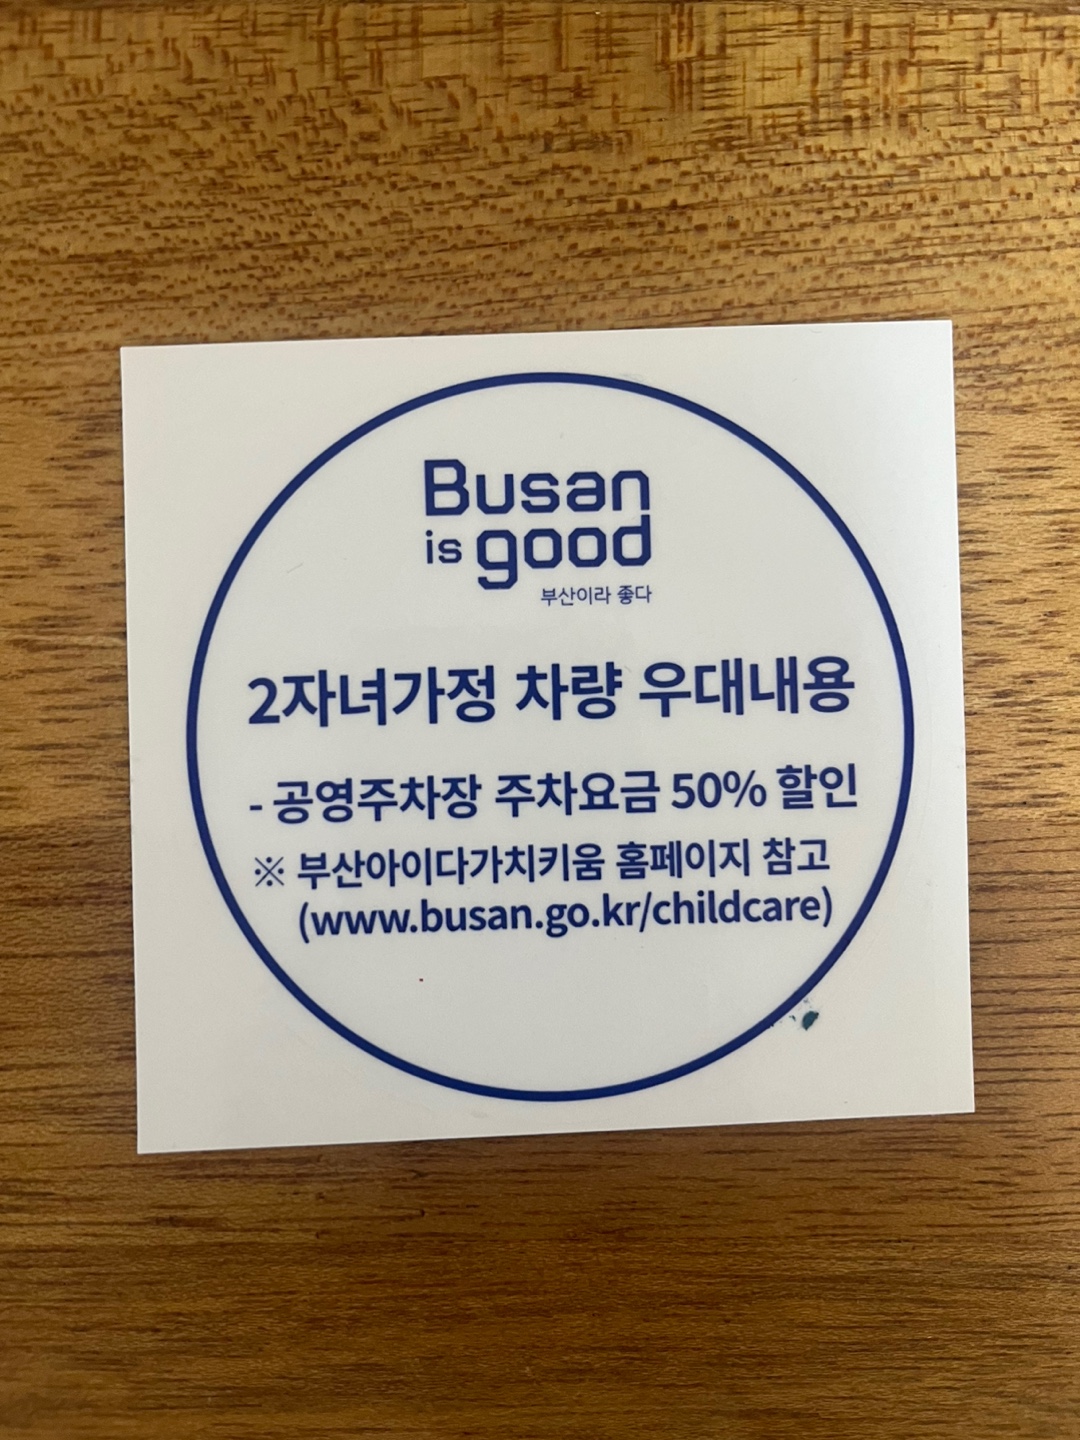 Busan
is good
부산이라 좋다
2자녀가정 차량 우대내용
- 공영주차장 주차요금 50% 할인
※ 부산아이다가치키움 홈페이지 참고
(www.busan.go.kr/childcare)